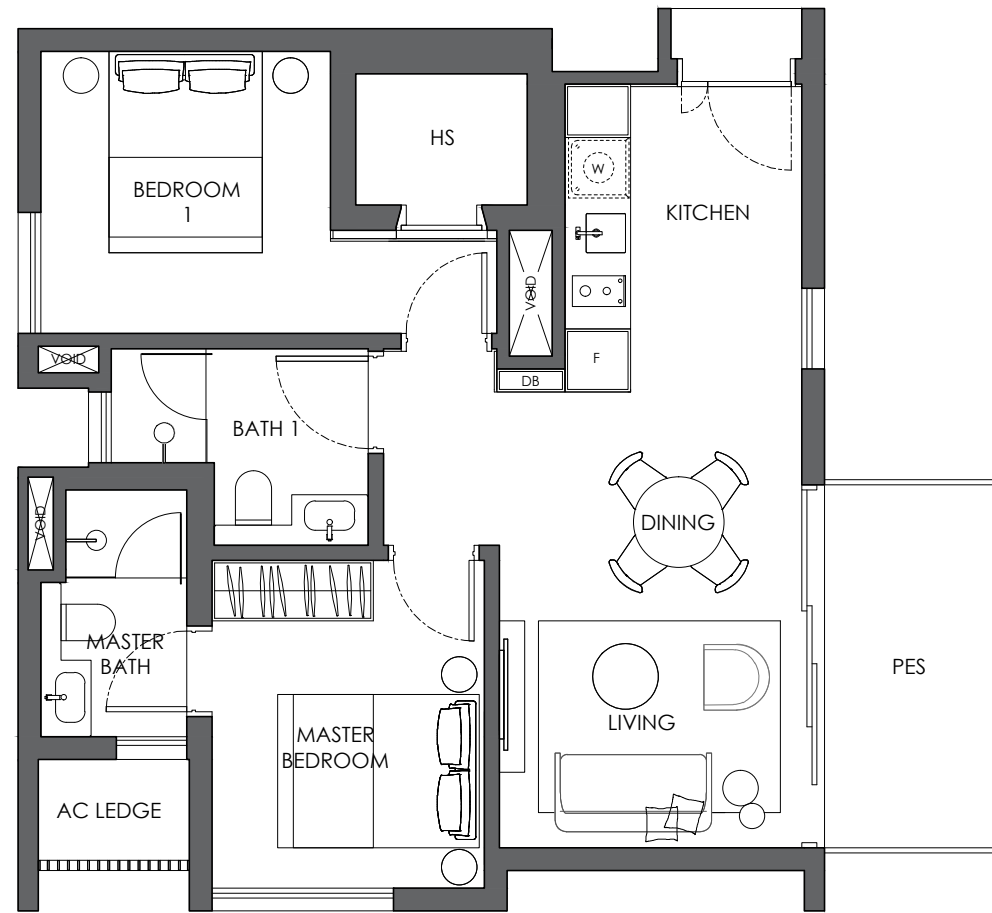 HS
BEDROOM
1
W
KITCHEN
VOID
VOID
F
DB
BATH 1
VOID
DINING
MASTER
BATH
PES
LIVING
MASTER
BEDROOM
AC LEDGE